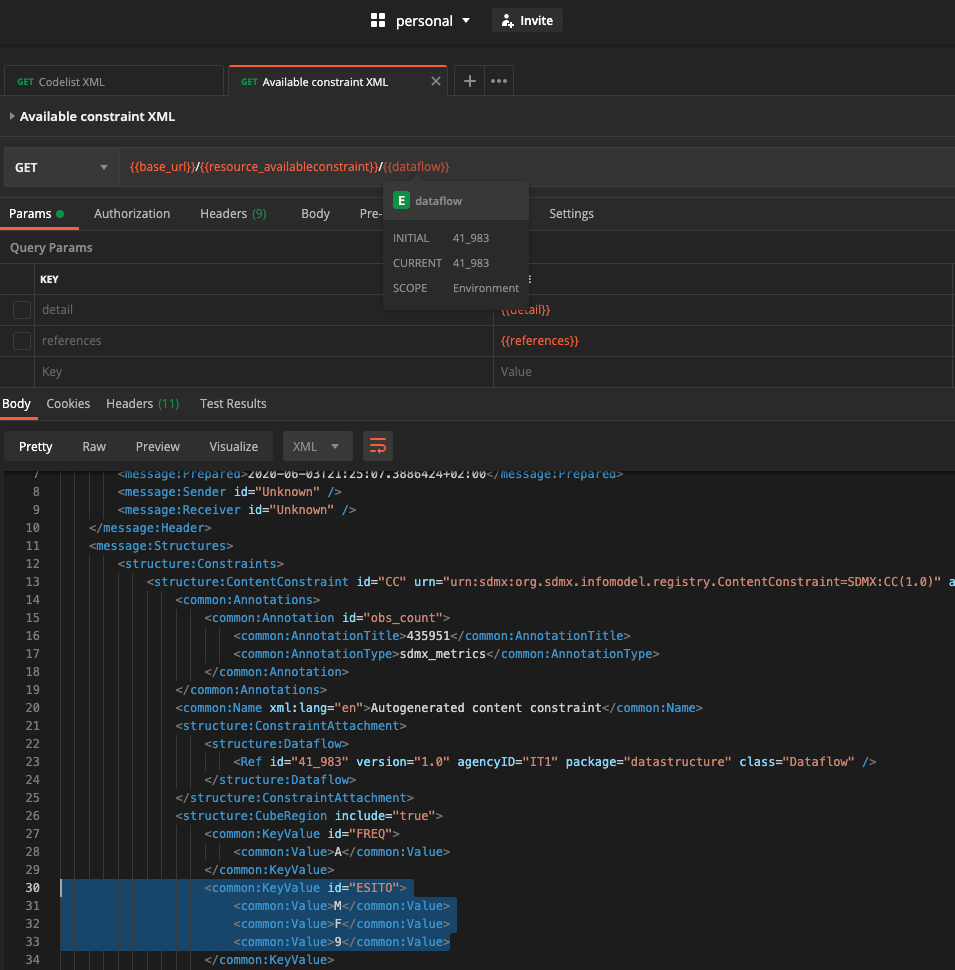 personal Invite
GET Codelist XML GET Available constraint XML
Available constraint XML
GET {{base_url}}/{{resource_availableconstraint}}/{{dataflow}}
E dataflow
Params Authorization Headers (9) Body Pre- Settings
Query Params
INITIAL 41_983
CURRENT 41_983
SCOPE Environment
KEY
detail {{detail}}
references {{references}}
Key Value
Body Cookies Headers (11) Test Results
Pretty Raw Preview Visualize XML
7 <message:Prepared>2020-06-03T21:25:07.3886424+02:00</message:Prepared>
8 <message:Sender id="Unknown" />
9 <message:Receiver id="Unknown" />
10 </message:Header>
11 <message:Structures>
12 <structure:Constraints>
13 <structure:ContentConstraint id="CC" urn="urn:sdmx:org.sdmx.infomodel.registry.ContentConstraint=SDMX:CC(1.0)" a
14 <common:Annotations>
15 <common:Annotation id="obs_count">
16 <common:AnnotationTitle>435951</common:AnnotationTitle>
17 <common:AnnotationType>sdmx_metrics</common:AnnotationType>
18 </common:Annotation>
19 </common:Annotations>
20 <common:Name xml:lang="en">Autogenerated content constraint</common:Name>
21 <structure:ConstraintAttachment>
22 <structure:Dataflow>
23 <Ref id="41_983" version="1.0" agencyID="IT1" package="datastructure" class="Dataflow" />
24 </structure:Dataflow>
25 </structure:ConstraintAttachment>
26 <structure:CubeRegion include="true">
27 <common:KeyValue id="FREQ">
28 <common:Value>A</common:Value>
29 </common:KeyValue>
30 <common:KeyValue id="ESITO">
31 <common:Value>M</common:Value>
32 <common:Value>F</common:Value>
33 <common:Value>9</common:Value>
34 </common:KeyValue>